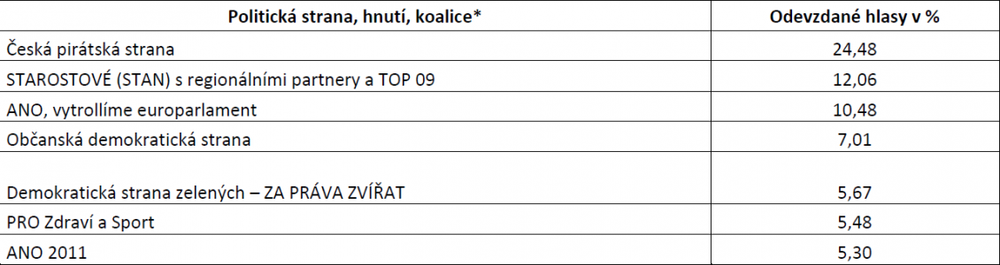 Politická strana, hnutí, koalice* Odevzdané hlasy v %
Česká pirátská strana 24,48
STAROSTOVÉ (STAN) s regionálními partnery a TOP 09 12,06
ANO, vytrollíme europarlament 10,48
Občanská demokratická strana 7,01
Demokratická strana zelených – ZA PRÁVA ZVÍŘAT 5,67
PRO Zdraví a Sport 5,48
ANO 2011 5,30